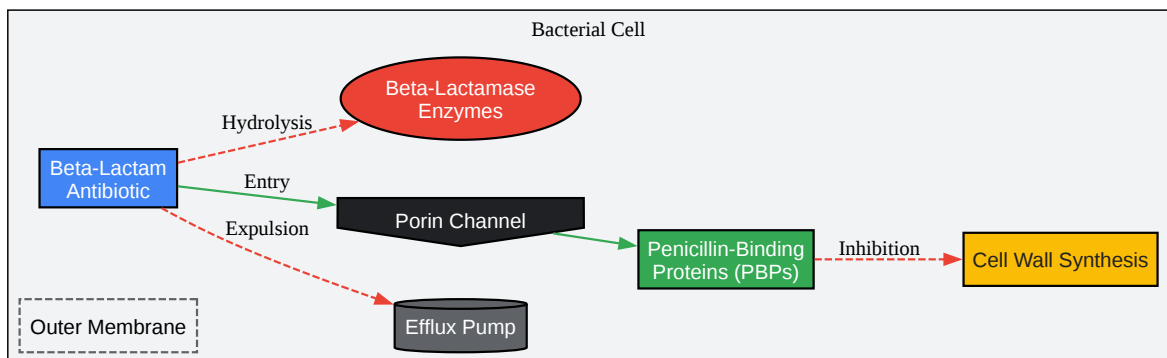 Bacterial Cell
Beta-Lactamase
Enzymes
Hydrolysis
Beta-Lactam
Antibiotic
Entry
Porin Channel
Expulsion
Penicillin-Binding
Proteins (PBPs)
Inhibition
Cell Wall Synthesis
Outer Membrane
Efflux Pump